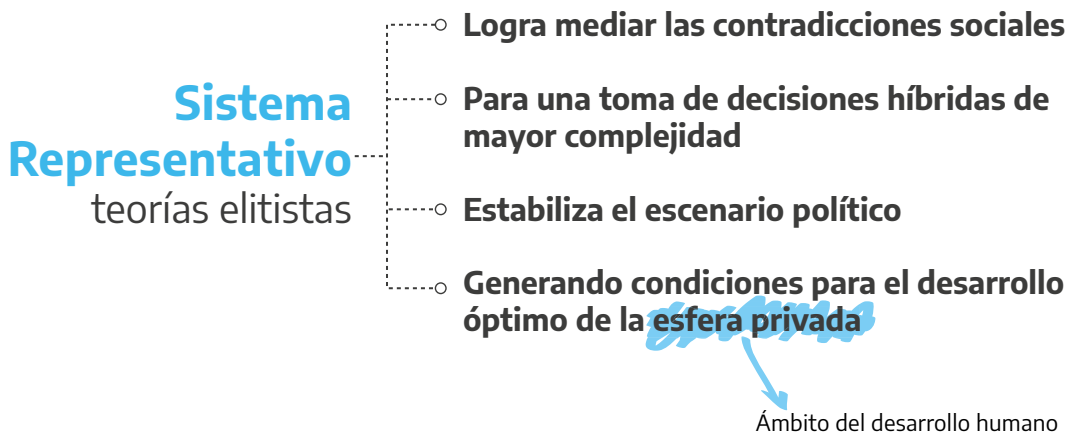 Sistema
Representativo
teorías elitistas
Logra mediar las contradicciones sociales
Para una toma de decisiones híbridas de
mayor complejidad
Estabiliza el escenario político
Generando condiciones para el desarrollo
óptimo de la esfera privada
Ámbito del desarrollo humano